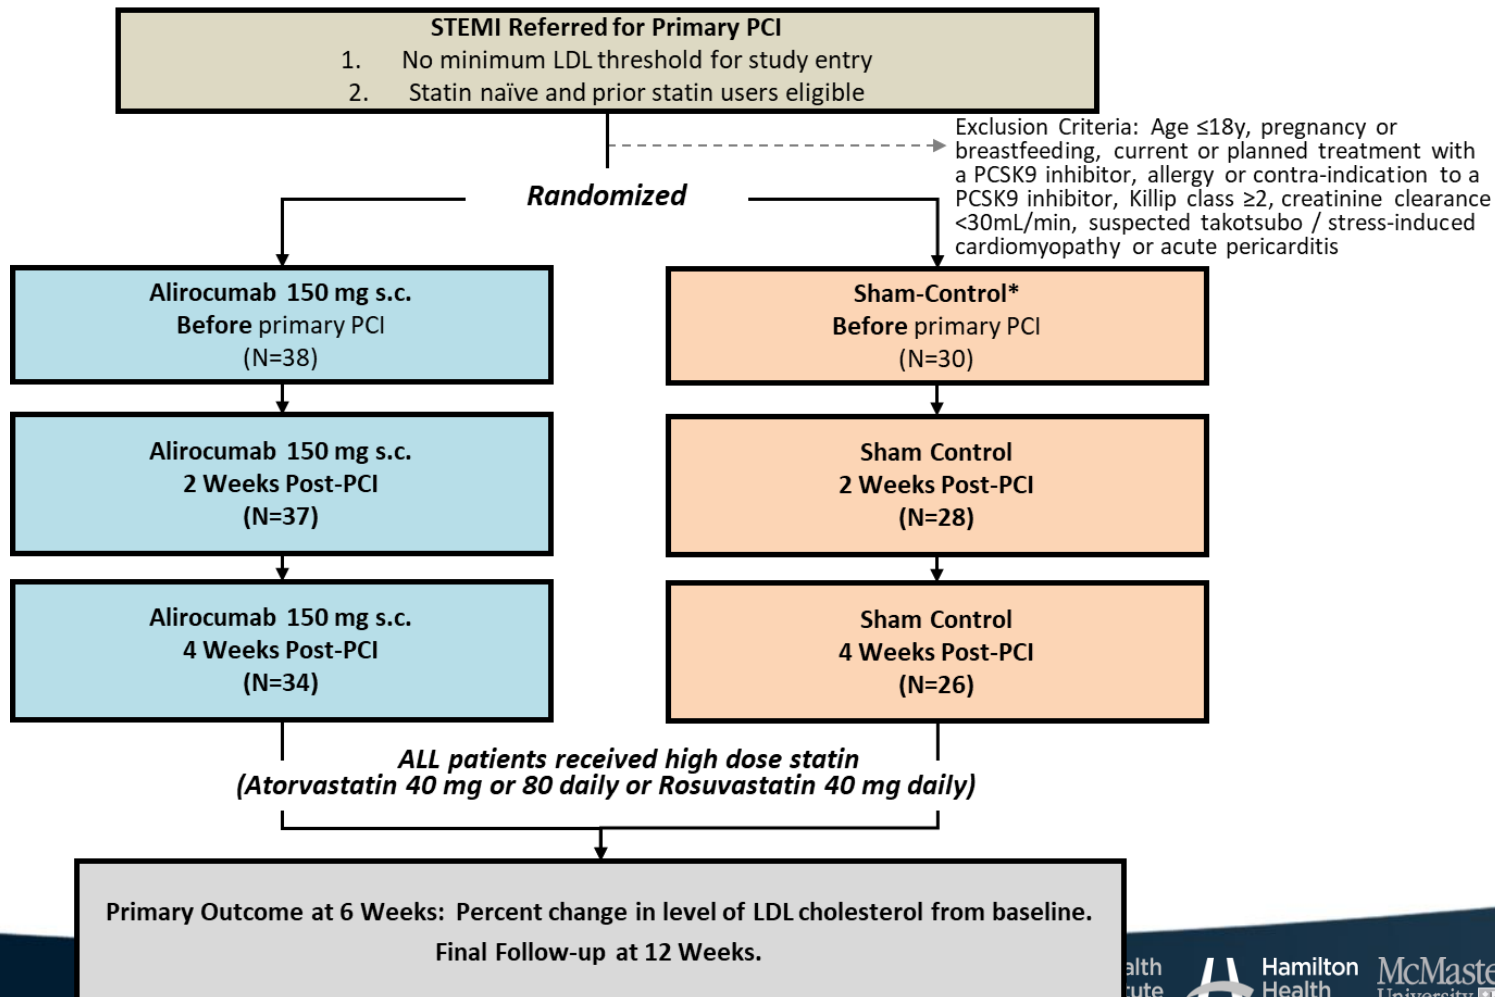 STEMI Referred for Primary PCI
1. No minimum LDL threshold for study entry
2. Statin naïve and prior statin users eligible
Exclusion Criteria: Age ≤18y, pregnancy or
breastfeeding, current or planned treatment with
a PCSK9 inhibitor, allergy or contra-indication to a
PCSK9 inhibitor, Killip class ≥2, creatinine clearance
<30mL/min, suspected takotsubo / stress-induced
cardiomyopathy or acute pericarditis
Randomized
Alirocumab 150 mg s.c.
Before primary PCI
(N=38)
Sham-Control*
Before primary PCI
(N=30)
Alirocumab 150 mg s.c.
2 Weeks Post-PCI
(N=37)
Sham Control
2 Weeks Post-PCI
(N=28)
Alirocumab 150 mg s.c.
4 Weeks Post-PCI
(N=34)
Sham Control
4 Weeks Post-PCI
(N=26)
ALL patients received high dose statin
(Atorvastatin 40 mg or 80 daily or Rosuvastatin 40 mg daily)
Primary Outcome at 6 Weeks: Percent change in level of LDL cholesterol from baseline.
Final Follow-up at 12 Weeks.
Hamilton
Health
McMaste
University